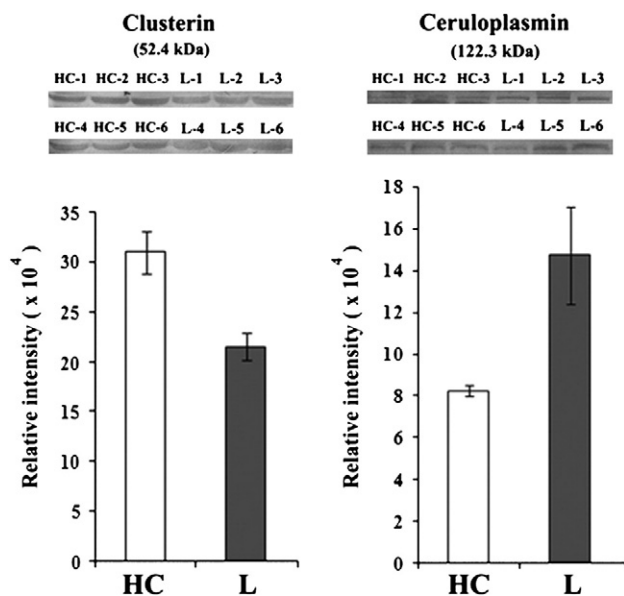 Clusterin
(52.4 kDa)
HC-1 HC-2 HC-3 L-1 L-2 L-3
HC-4 HC-5 HC-6 L-4 L-5 L-6
Relative intensity ( x 10⁴ )
35
30
25
20
15
10
5
0
HC L
Ceruloplasmin
(122.3 kDa)
HC-1 HC-2 HC-3 L-1 L-2 L-3
HC-4 HC-5 HC-6 L-4 L-5 L-6
Relative intensity ( x 10⁴ )
18
16
14
12
10
8
6
4
2
0
HC L